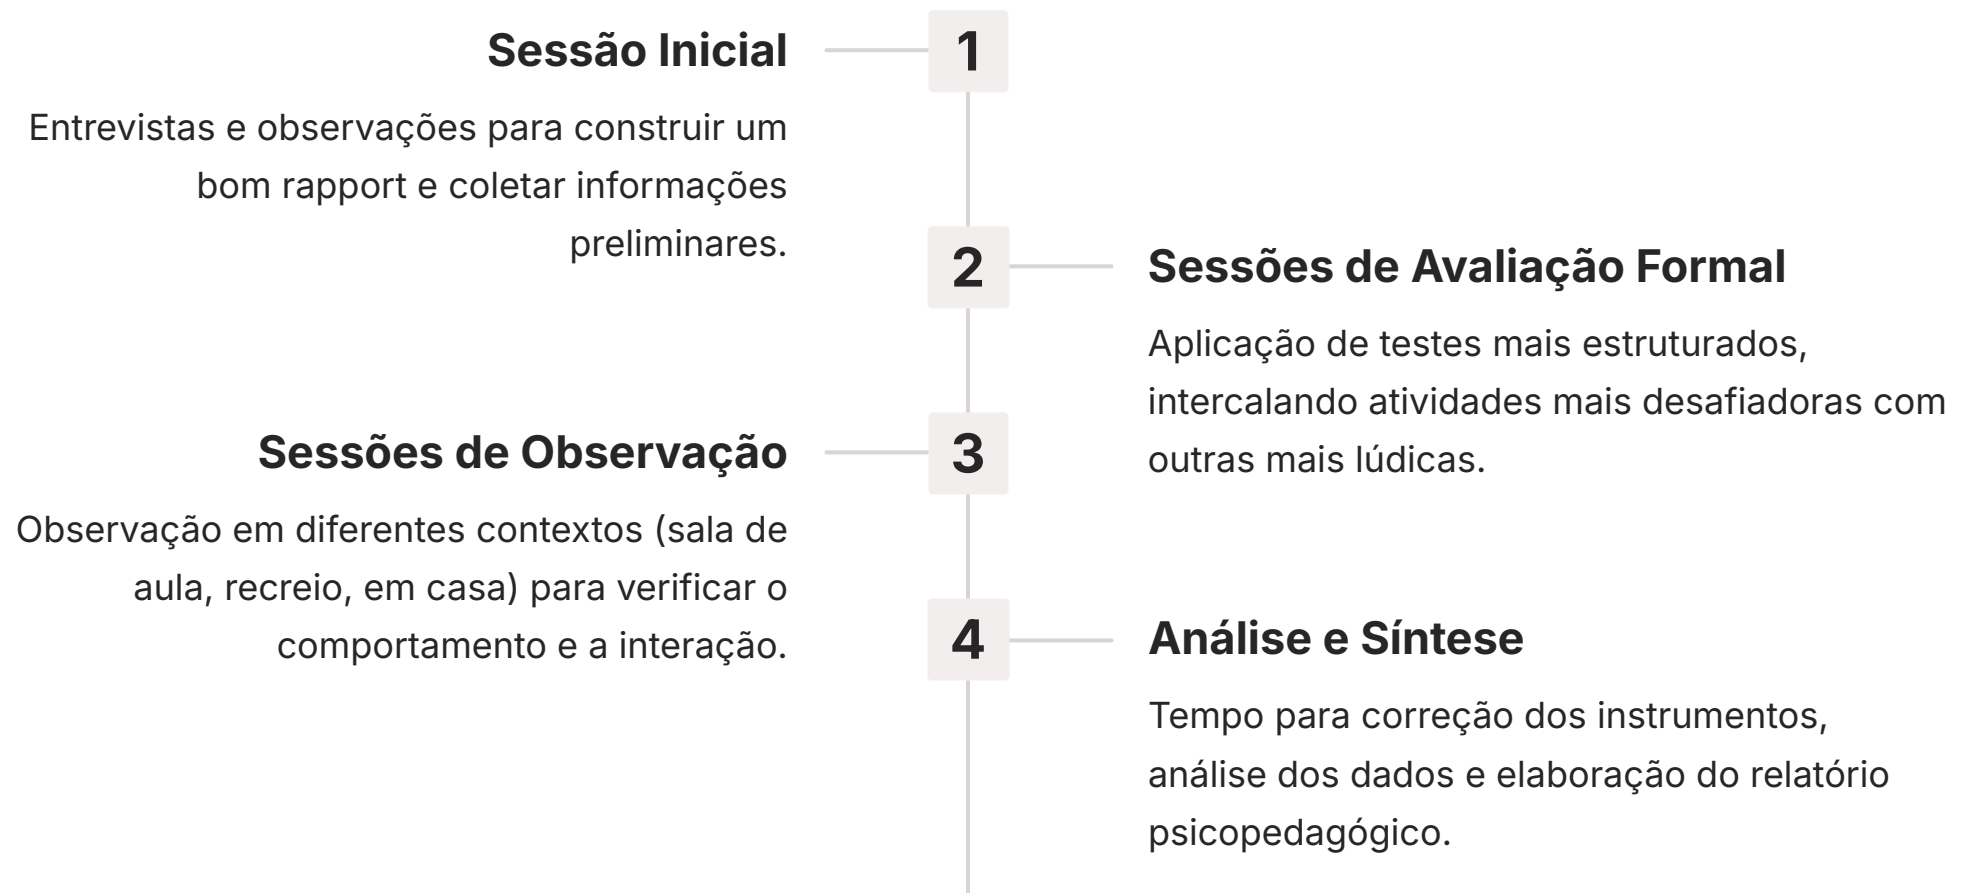 1
Sessão Inicial
Entrevistas e observações para construir um
bom rapport e coletar informações
preliminares.
2
Sessões de Avaliação Formal
Aplicação de testes mais estruturados,
intercalando atividades mais desafiadoras com
outras mais lúdicas.
3
Sessões de Observação
Observação em diferentes contextos (sala de
aula, recreio, em casa) para verificar o
comportamento e a interação.
4
Análise e Síntese
Tempo para correção dos instrumentos,
análise dos dados e elaboração do relatório
psicopedagógico.